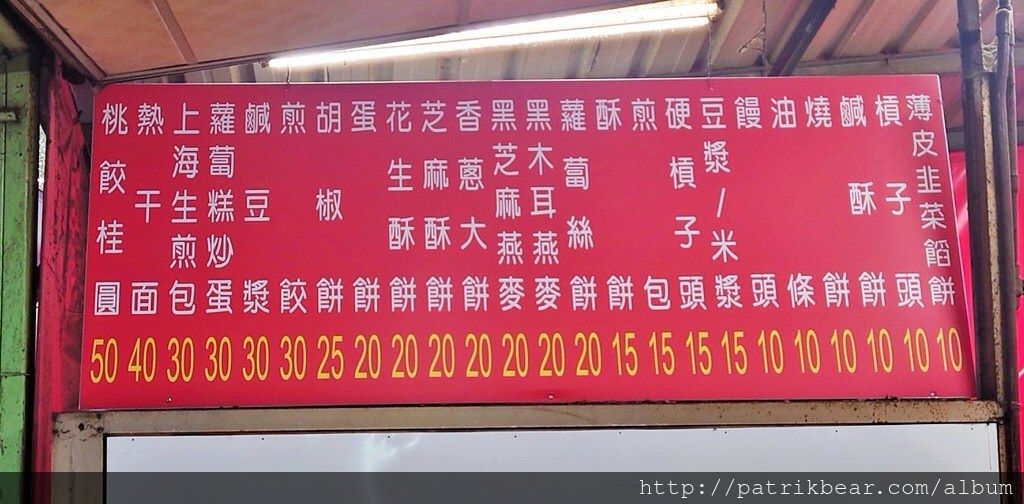 桃餃桂圓 50
熱干面 40
上海生煎包 30
蘿蔔糕炒蛋 30
鹹豆漿 30
煎餃 30
胡椒餅 25
蛋餅 20
花生酥餅 20
芝麻酥餅 20
香蔥大餅 20
黑芝麻燕麥 20
黑木耳燕麥 20
蘿蔔絲餅 20
酥餅 15
煎包 15
硬槓子頭 15
豆漿/米漿 15
饅頭 10
油條 10
燒餅 10
鹹酥餅 10
槓子頭 10
薄皮韭菜餡餅 10
http://patrikbear.com/album